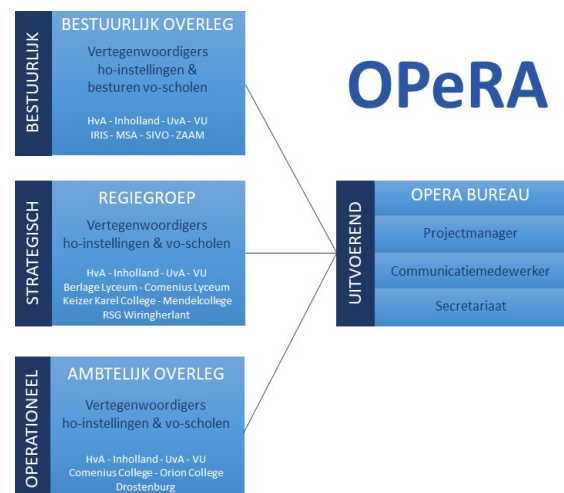 BESTUURLIJK
BESTUURLIJK OVERLEG
Vertegenwoordigers
ho-instellingen &
besturen vo-scholen
HvA - Inholland - UvA - VU
IRIS - MSA - SIVO - ZAAM
OPeRA
STRATEGISCH
REGIEGROEP
Vertegenwoordigers
ho-instellingen & vo-scholen
HvA - Inholland - UvA - VU
Berlage Lyceum - Comenius Lyceum
Keizer Karel College - Mendelcollege
RSG Wiringherlant
UITVOEREND
OPERA BUREAU
Projectmanager
Communicatiemedewerker
Secretariaat
OPERATIONEEL
AMBTELIJK OVERLEG
Vertegenwoordigers
ho-instellingen & vo-scholen
HvA - Inholland - UvA - VU
Comenius College - Orion College
Drostenburg